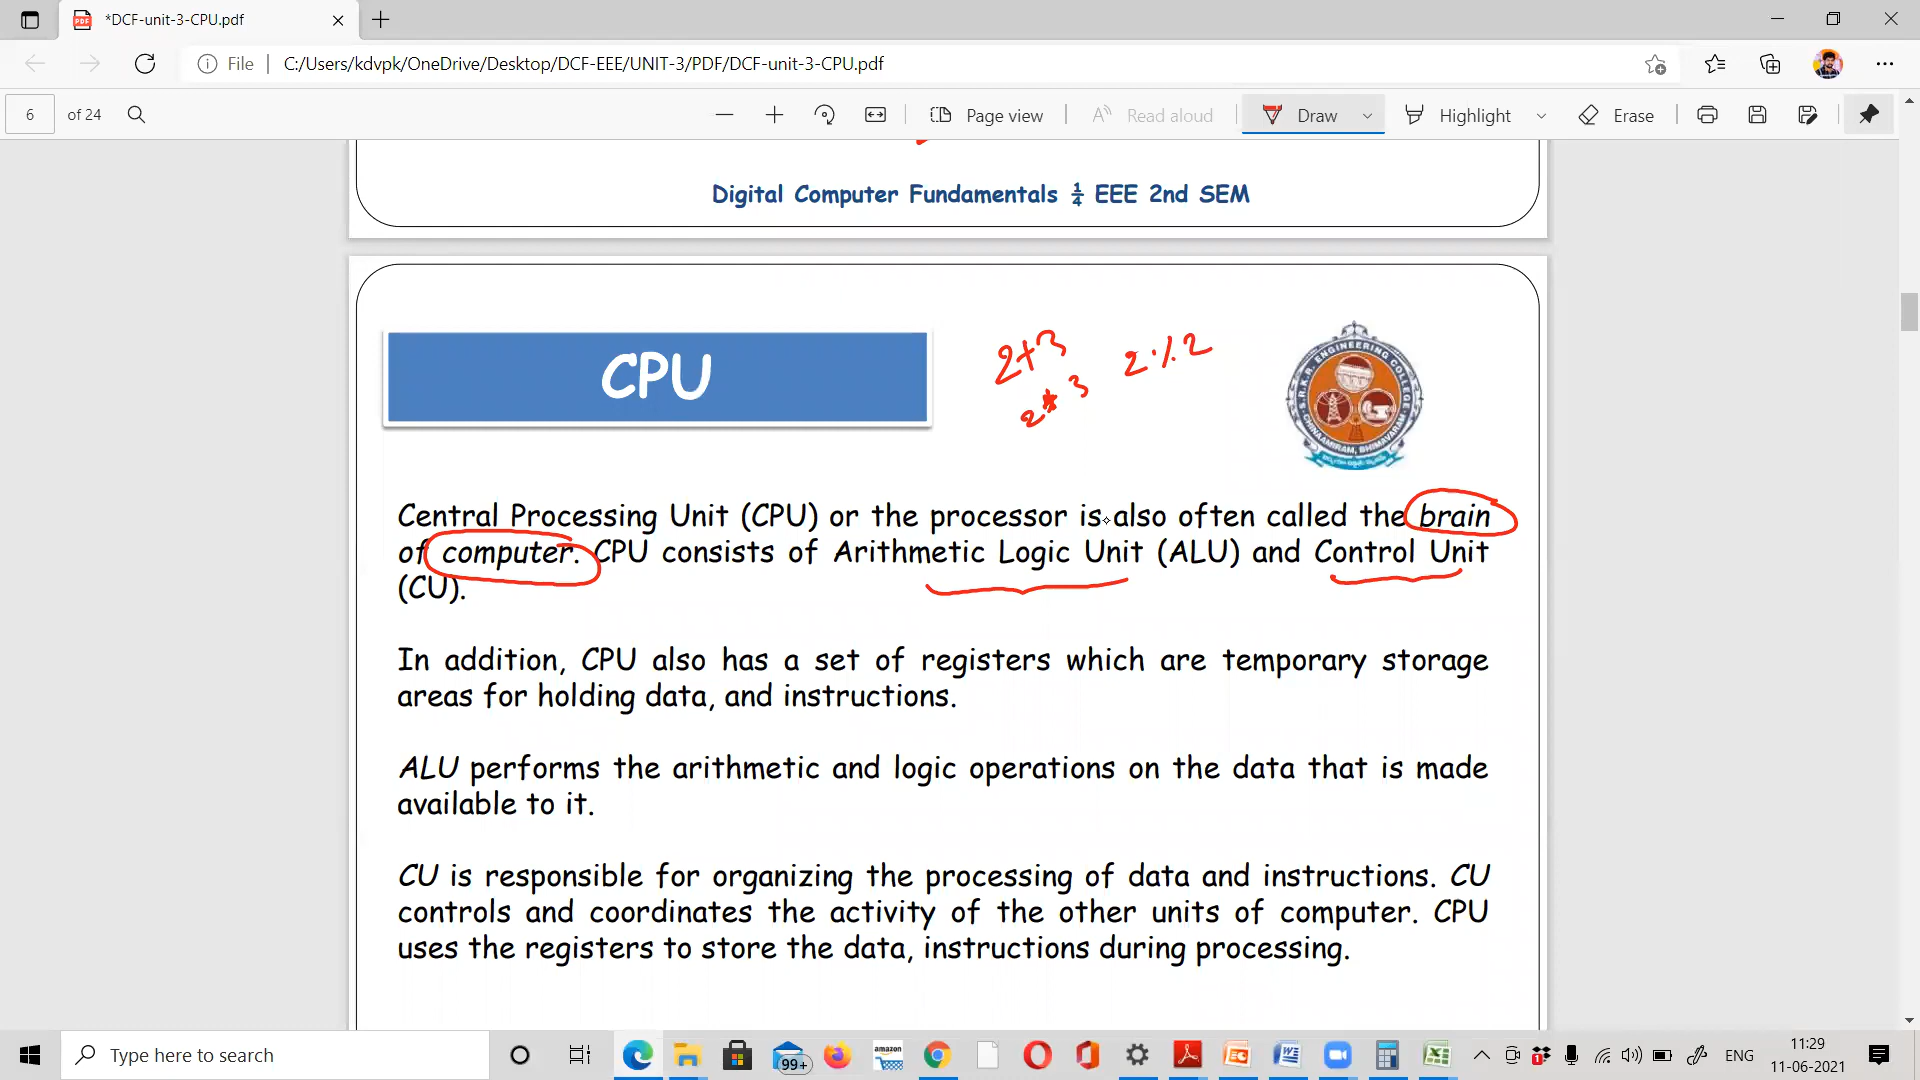 *DCF-unit-3-CPU.pdf
File
C:/Users/kdvpk/OneDrive/Desktop/DCF-EEE/UNIT-3/PDF/DCF-unit-3-CPU.pdf
6 of 24 Page view Read aloud Draw Highlight Erase
Digital Computer Fundamentals ¼ EEE 2nd SEM
CPU
2+3
2*3
2%2
S.R.K.R. ENGINEERING COLLEGE
CHINAAMIRAM, BHIMAVARAM
Central Processing Unit (CPU) or the processor is also often called the brain
of computer. CPU consists of Arithmetic Logic Unit (ALU) and Control Unit
(CU).
In addition, CPU also has a set of registers which are temporary storage
areas for holding data, and instructions.
ALU performs the arithmetic and logic operations on the data that is made
available to it.
CU is responsible for organizing the processing of data and instructions. CU
controls and coordinates the activity of the other units of computer. CPU
uses the registers to store the data, instructions during processing.
Type here to search
99+
amazon
ENG
11:29
11-06-2021